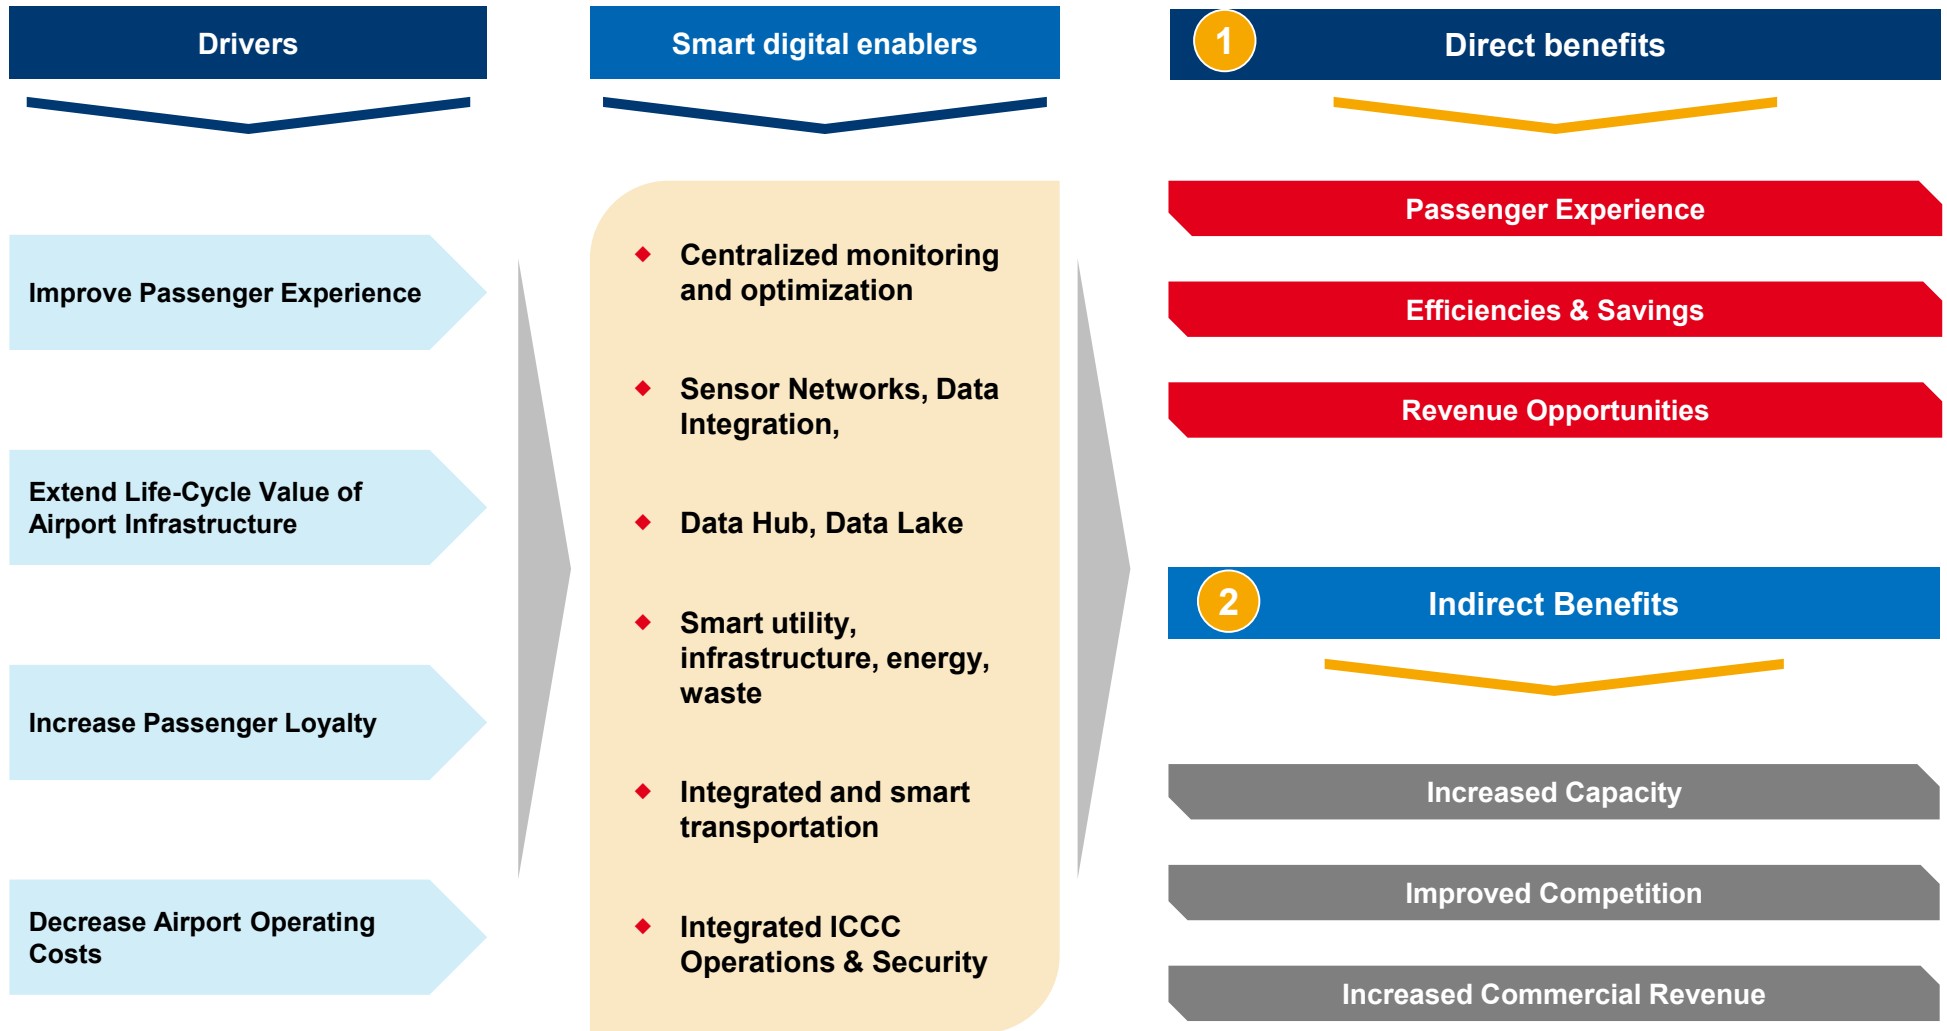 Drivers
Improve Passenger Experience
Extend Life-Cycle Value of
Airport Infrastructure
Increase Passenger Loyalty
Decrease Airport Operating
Costs
Smart digital enablers
Centralized monitoring
and optimization
Sensor Networks, Data
Integration,
Data Hub, Data Lake
Smart utility,
infrastructure, energy,
waste
Integrated and smart
transportation
Integrated ICCC
Operations & Security
1
Direct benefits
Passenger Experience
Efficiencies & Savings
Revenue Opportunities
2
Indirect Benefits
Increased Capacity
Improved Competition
Increased Commercial Revenue